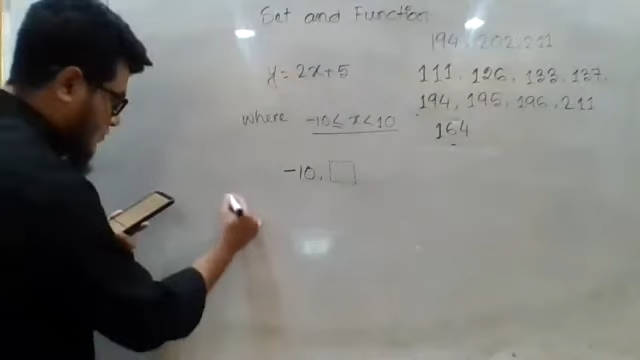 Set and Function
194, 202, 211
y = 2x+5
111, 126, 133, 137,
where -10 ≤ x < 10
194, 195, 196, 211
164
-10, □